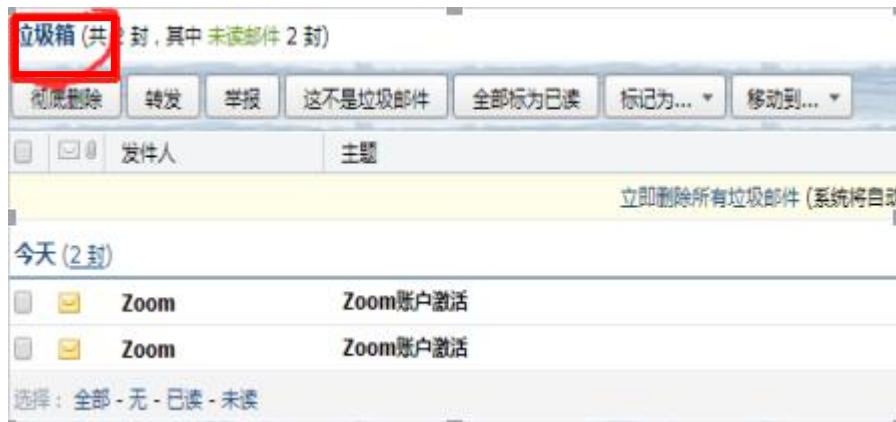 垃圾箱 (共 2 封，其中 未读邮件 2 封)
彻底删除 转发 举报 这不是垃圾邮件 全部标为已读 标记为... 移动到...
发件人 主题
立即删除所有垃圾邮件 (系统将自动
今天 (2 封)
Zoom Zoom账户激活
Zoom Zoom账户激活
选择：全部 - 无 - 已读 - 未读